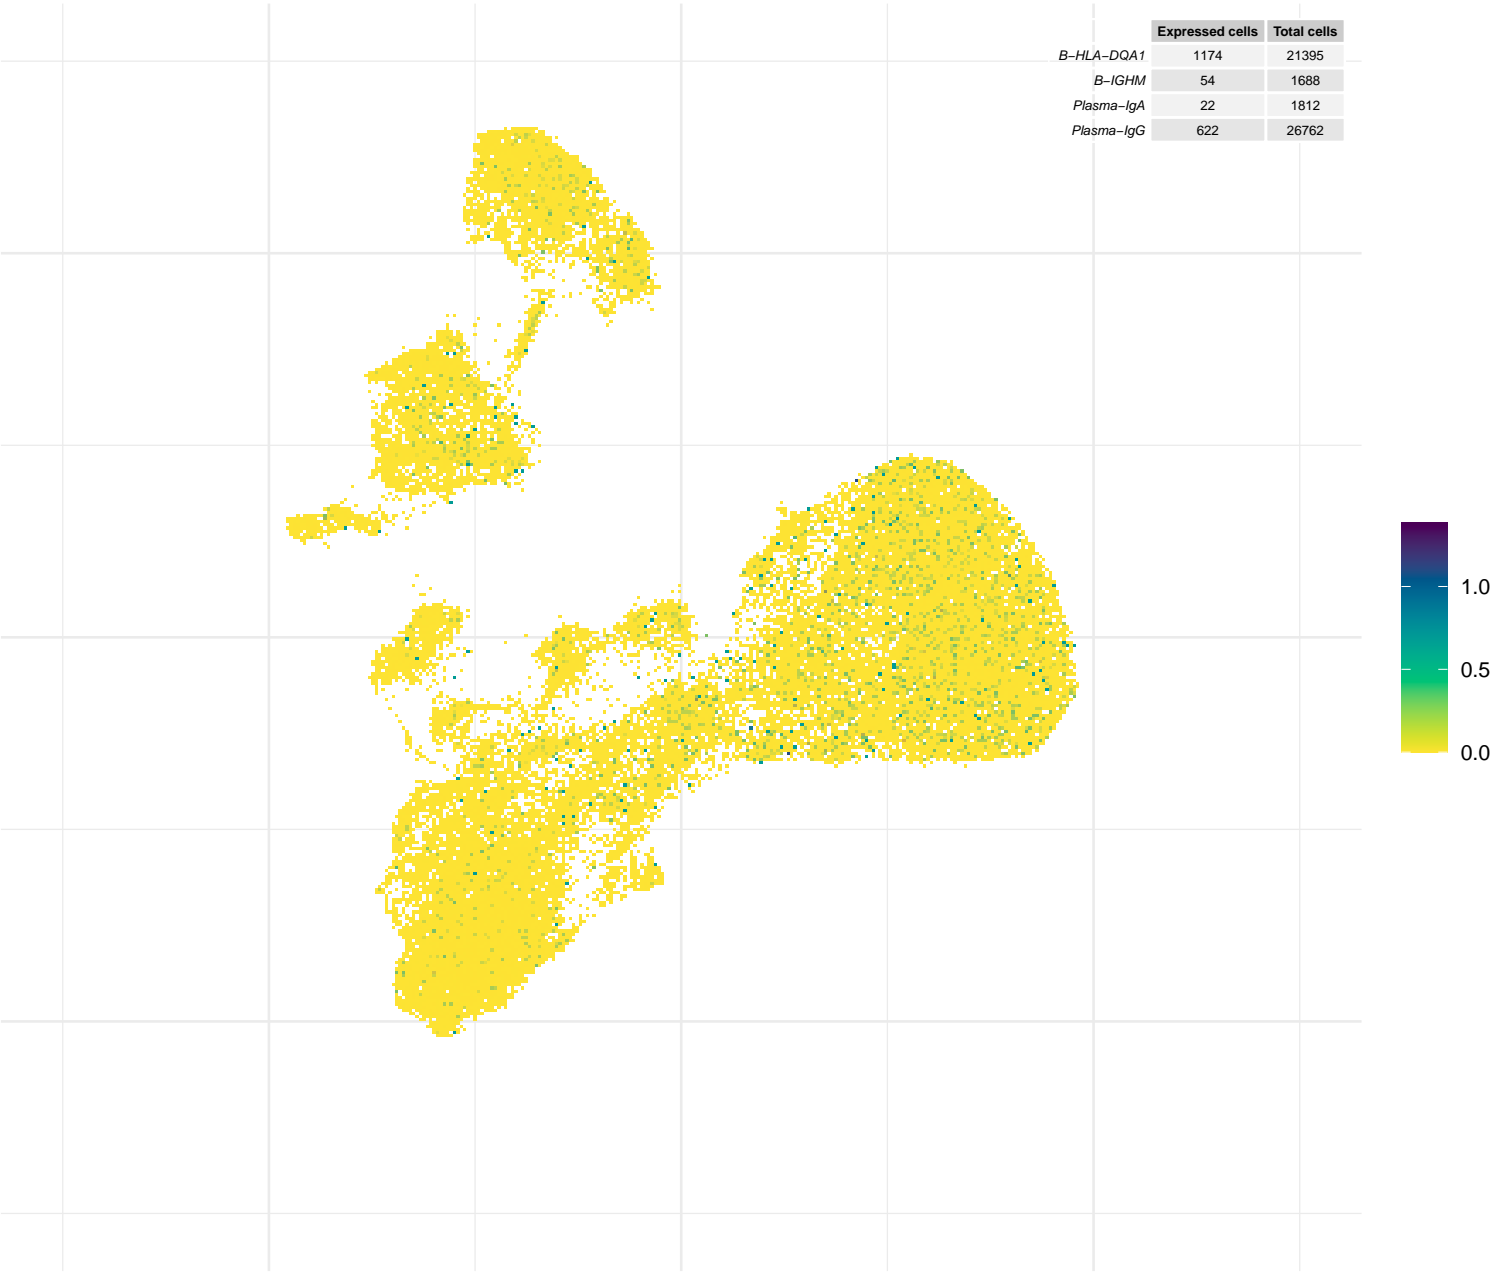 Expressed cells Total cells
B−HLA−DQA1 1174 21395
B−IGHM 54 1688
Plasma−IgA 22 1812
Plasma−IgG 622 26762
1.0
0.5
0.0